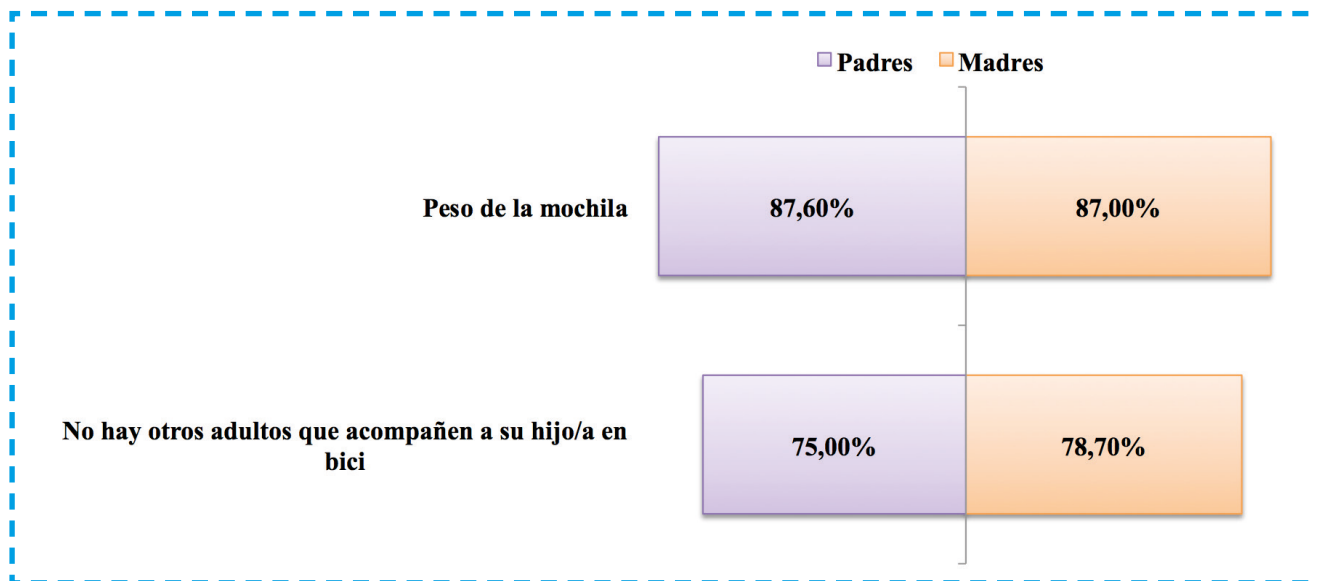 Padres Madres
Peso de la mochila
87,60% 87,00%
No hay otros adultos que acompañen a su hijo/a en
bici
75,00% 78,70%